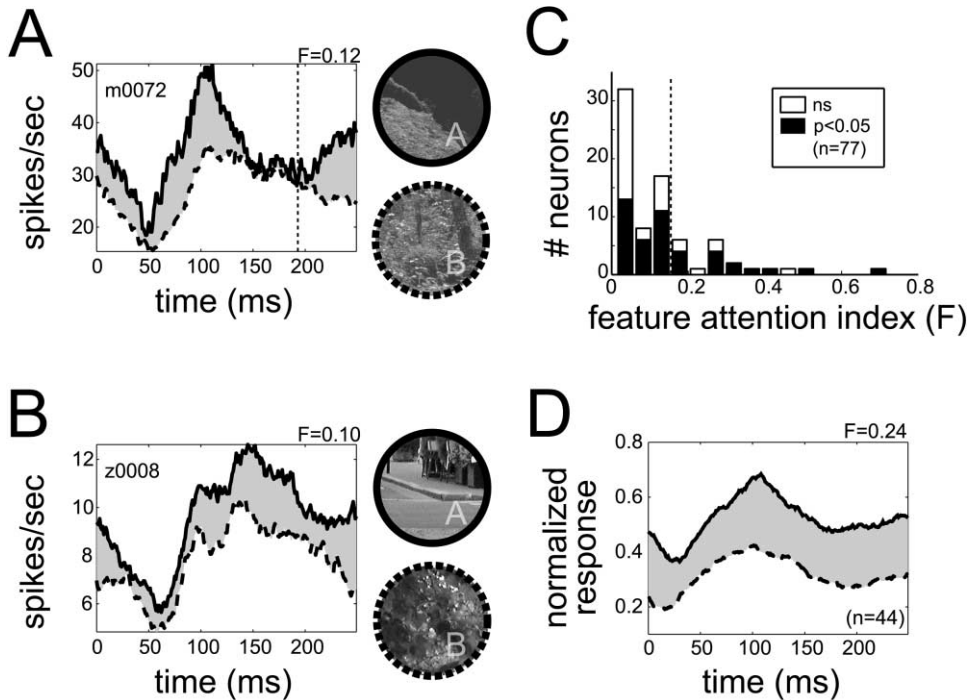 A
F=0.12
m0072
50
40
30
20
spikes/sec
0 50 100 150 200
time (ms)
A
B
B
F=0.10
z0008
12
10
8
6
spikes/sec
0 50 100 150 200
time (ms)
A
B
C
30
20
10
0
# neurons
ns
p<0.05
(n=77)
0 0.2 0.4 0.6 0.8
feature attention index (F)
D
F=0.24
0.8
0.6
0.4
0.2
normalized
response
(n=44)
0 50 100 150 200
time (ms)